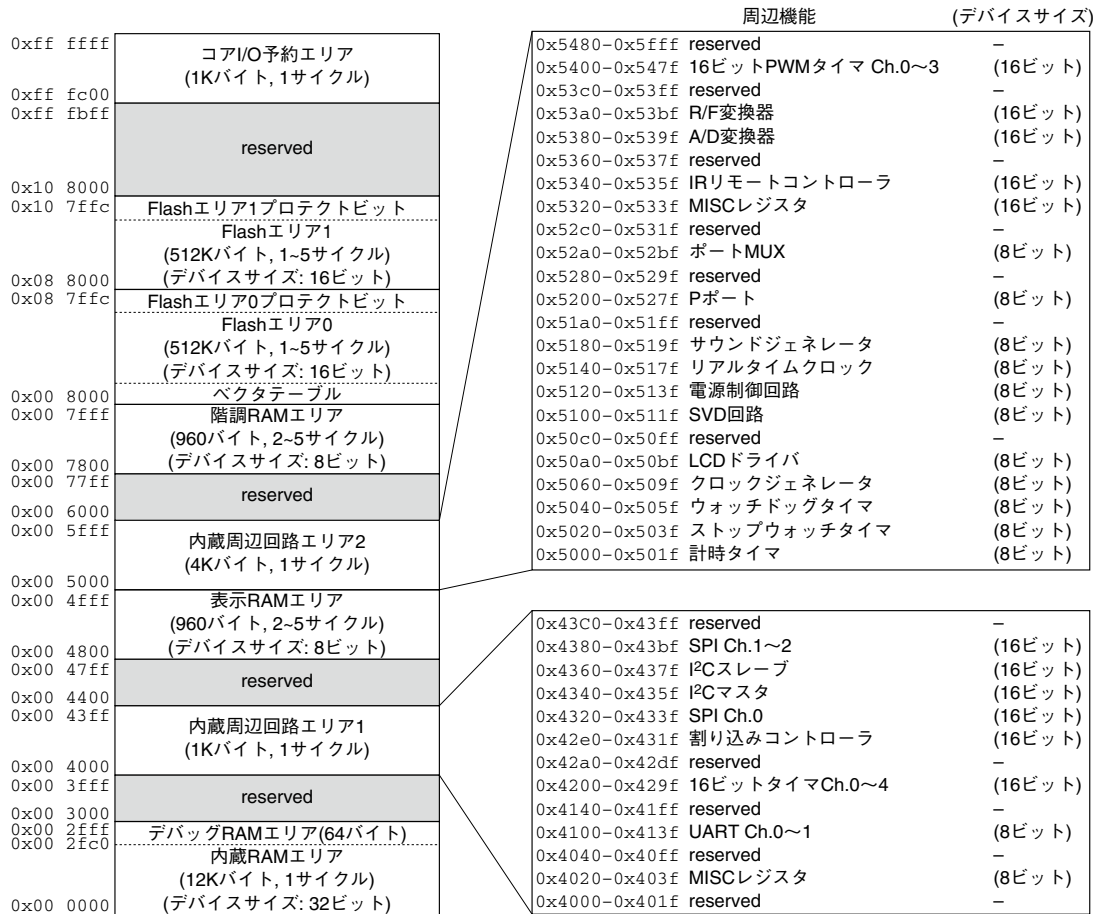 周辺機能 (デバイスサイズ)
0xff ffff
コアI/O予約エリア
(1Kバイト, 1サイクル)
0xff fc00
0xff fbff
reserved
0x10 8000
0x10 7ffc
Flashエリア1プロテクトビット
Flashエリア1
(512Kバイト, 1~5サイクル)
(デバイスサイズ: 16ビット)
0x08 8000
0x08 7ffc
Flashエリア0プロテクトビット
Flashエリア0
(512Kバイト, 1~5サイクル)
(デバイスサイズ: 16ビット)
ベクタテーブル
0x00 8000
0x00 7fff
階調RAMエリア
(960バイト, 2~5サイクル)
(デバイスサイズ: 8ビット)
0x00 7800
0x00 77ff
reserved
0x00 6000
0x00 5fff
内蔵周辺回路エリア2
(4Kバイト, 1サイクル)
0x00 5000
0x00 4fff
表示RAMエリア
(960バイト, 2~5サイクル)
(デバイスサイズ: 8ビット)
0x00 4800
0x00 47ff
reserved
0x00 4400
0x00 43ff
内蔵周辺回路エリア1
(1Kバイト, 1サイクル)
0x00 4000
0x00 3fff
reserved
0x00 3000
0x00 2fff
デバッグRAMエリア(64バイト)
0x00 2fc0
内蔵RAMエリア
(12Kバイト, 1サイクル)
(デバイスサイズ: 32ビット)
0x00 0000
0x5480–0x5fff reserved –
0x5400–0x547f 16ビットPWMタイマ Ch.0〜3 (16ビット)
0x53c0–0x53ff reserved –
0x53a0–0x53bf R/F変換器 (16ビット)
0x5380–0x539f A/D変換器 (16ビット)
0x5360–0x537f reserved –
0x5340–0x535f IRリモートコントローラ (16ビット)
0x5320–0x533f MISCレジスタ (16ビット)
0x52c0–0x531f reserved –
0x52a0–0x52bf ポートMUX (8ビット)
0x5280–0x529f reserved –
0x5200–0x527f Pポート (8ビット)
0x51a0–0x51ff reserved –
0x5180–0x519f サウンドジェネレータ (8ビット)
0x5140–0x517f リアルタイムクロック (8ビット)
0x5120–0x513f 電源制御回路 (8ビット)
0x5100–0x511f SVD回路 (8ビット)
0x50c0–0x50ff reserved –
0x50a0–0x50bf LCDドライバ (8ビット)
0x5060–0x509f クロックジェネレータ (8ビット)
0x5040–0x505f ウォッチドッグタイマ (8ビット)
0x5020–0x503f ストップウォッチタイマ (8ビット)
0x5000–0x501f 計時タイマ (8ビット)
0x43C0–0x43ff reserved –
0x4380–0x43bf SPI Ch.1〜2 (16ビット)
0x4360–0x437f I²Cスレーブ (16ビット)
0x4340–0x435f I²Cマスタ (16ビット)
0x4320–0x433f SPI Ch.0 (16ビット)
0x42e0–0x431f 割り込みコントローラ (16ビット)
0x42a0–0x42df reserved –
0x4200–0x429f 16ビットタイマCh.0〜4 (16ビット)
0x4140–0x41ff reserved –
0x4100–0x413f UART Ch.0〜1 (8ビット)
0x4040–0x40ff reserved –
0x4020–0x403f MISCレジスタ (8ビット)
0x4000–0x401f reserved –